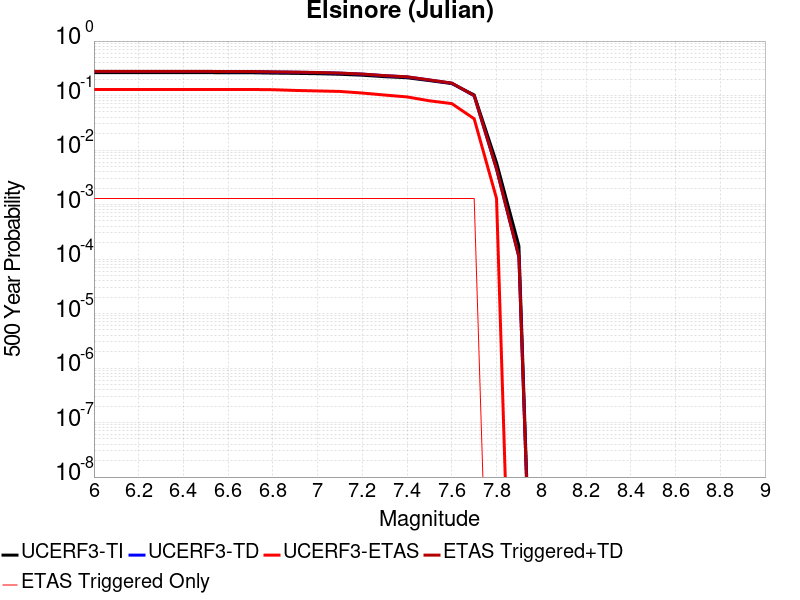 Elsinore (Julian)
10^0
10^-1
10^-2
10^-3
10^-4
10^-5
10^-6
10^-7
10^-8
500 Year Probability
6 6.2 6.4 6.6 6.8 7 7.2 7.4 7.6 7.8 8 8.2 8.4 8.6 8.8 9
Magnitude
UCERF3-TI UCERF3-TD UCERF3-ETAS ETAS Triggered+TD
ETAS Triggered Only